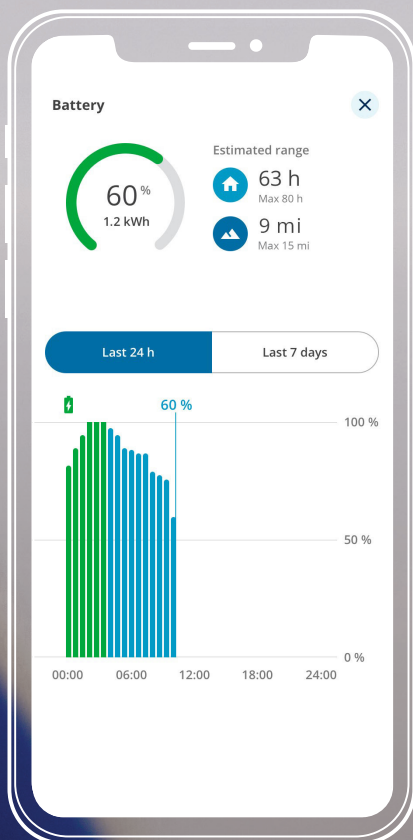 Battery
60 %
1.2 kWh
Estimated range
63 h
Max 80 h
9 mi
Max 15 mi
Last 24 h
Last 7 days
60 %
100 %
50 %
0 %
00:00 06:00 12:00 18:00 24:00